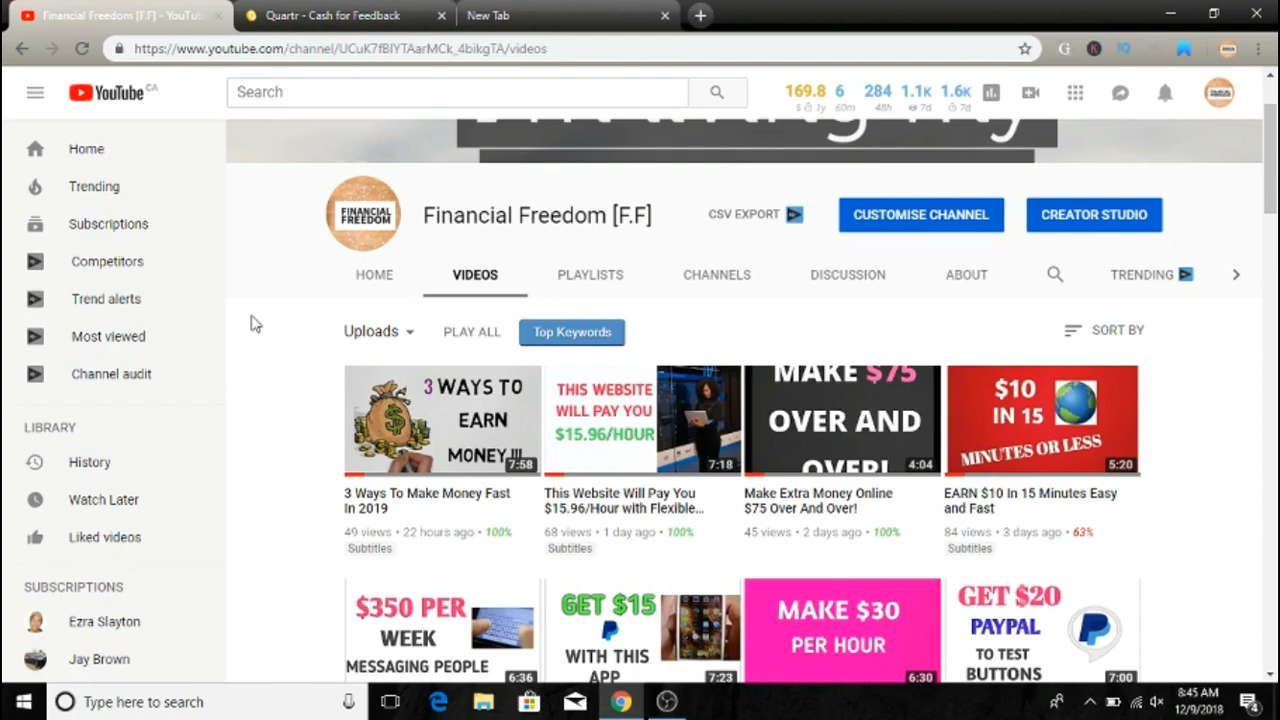 Financial Freedom [F.F] - YouTu
Quartr - Cash for Feedback
New Tab
https://www.youtube.com/channel/UCuK7fBIYTAarMCk_4bikgTA/videos
YouTube CA
Search
169.8 6 284 1.1K 1.6K
1y 60m 48h 7d 7d
Home
Trending
Subscriptions
Competitors
Trend alerts
Most viewed
Channel audit
LIBRARY
History
Watch Later
Liked videos
SUBSCRIPTIONS
Ezra Slayton
Jay Brown
FINANCIAL
FREEDOM
Financial Freedom [F.F]
CSV EXPORT
CUSTOMISE CHANNEL
CREATOR STUDIO
HOME
VIDEOS
PLAYLISTS
CHANNELS
DISCUSSION
ABOUT
TRENDING
Uploads
PLAY ALL
Top Keywords
SORT BY
3 WAYS TO
EARN
MONEY!!!
7:58
3 Ways To Make Money Fast
In 2019
49 views • 22 hours ago • 100%
Subtitles
THIS WEBSITE
WILL PAY YOU
$15.96/HOUR
7:18
This Website Will Pay You
$15.96/Hour with Flexible...
68 views • 1 day ago • 100%
Subtitles
MAKE $75
OVER AND
OVER!
4:04
Make Extra Money Online
$75 Over And Over!
45 views • 2 days ago • 100%
$10
IN 15
MINUTES OR LESS
5:20
EARN $10 In 15 Minutes Easy
and Fast
84 views • 3 days ago • 63%
Subtitles
$350 PER
WEEK
MESSAGING PEOPLE
6:36
GET $15
WITH THIS
APP
7:23
MAKE $30
PER HOUR
6:30
GET $20
PAYPAL
TO TEST
BUTTONS
7:00
Type here to search
8:45 AM
12/9/2018
4